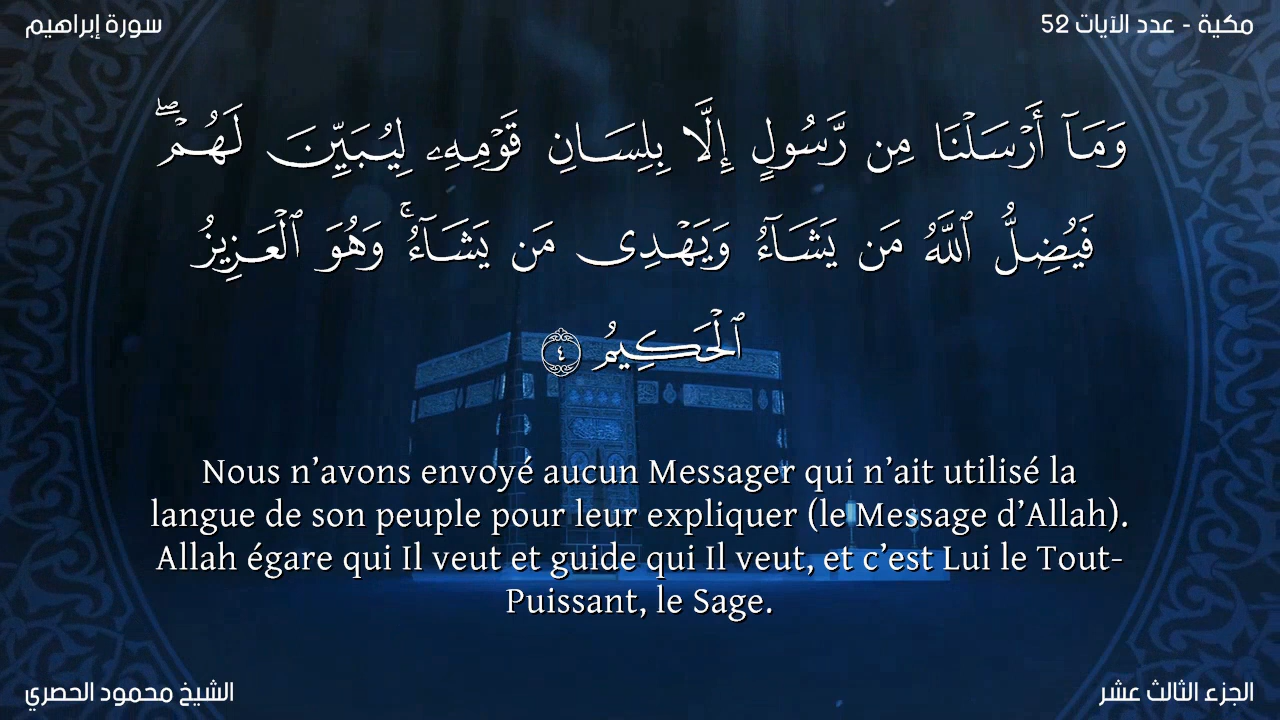 سورة إبراهيم
مكية - عدد الآيات 52
وَمَآ أَرْسَلْنَا مِن رَّسُولٍ إِلَّا بِلِسَانِ قَوْمِهِۦ لِيُبَيِّنَ لَهُمْ ۖ
فَيُضِلُّ ٱللَّهُ مَن يَشَآءُ وَيَهْدِى مَن يَشَآءُ ۚ وَهُوَ ٱلْعَزِيزُ
ٱلْحَكِيمُ ٤
Nous n’avons envoyé aucun Messager qui n’ait utilisé la
langue de son peuple pour leur expliquer (le Message d’Allah).
Allah égare qui Il veut et guide qui Il veut, et c’est Lui le Tout-
Puissant, le Sage.
الشيخ محمود الحصري
الجزء الثالث عشر